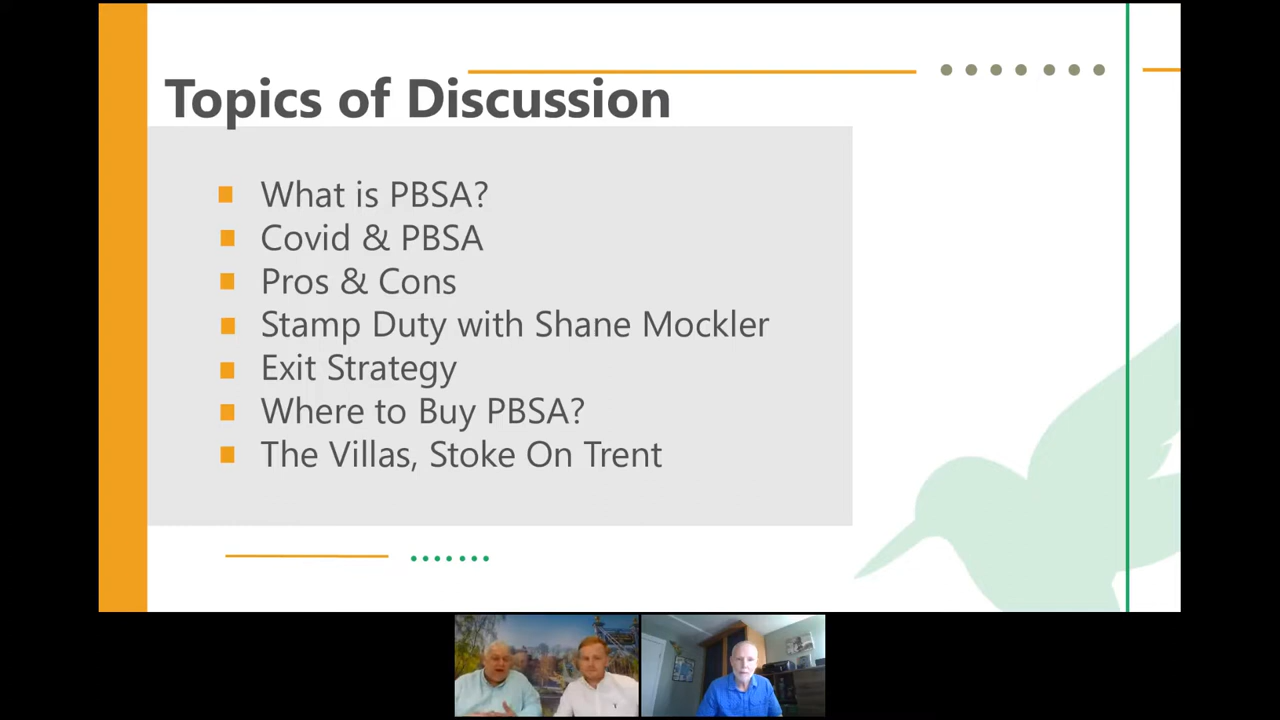 Topics of Discussion
What is PBSA?
Covid & PBSA
Pros & Cons
Stamp Duty with Shane Mockler
Exit Strategy
Where to Buy PBSA?
The Villas, Stoke On Trent